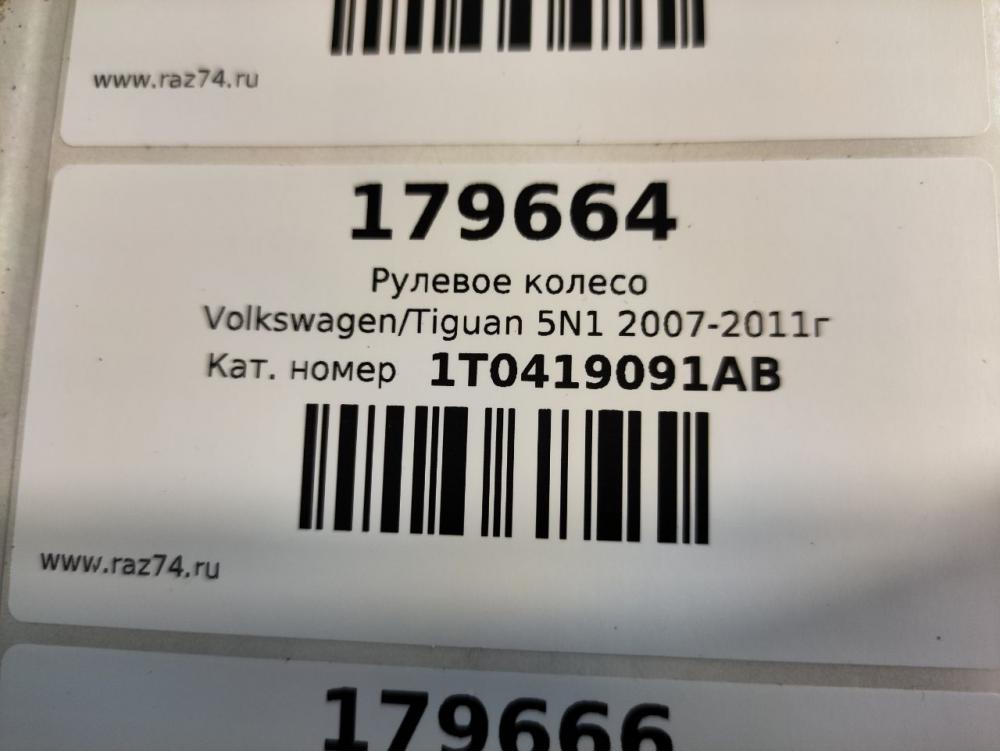 www.raz74.ru
179664
Рулевое колесо
Volkswagen/Tiguan 5N1 2007-2011г
Кат. номер 1T0419091AB
www.raz74.ru
179666